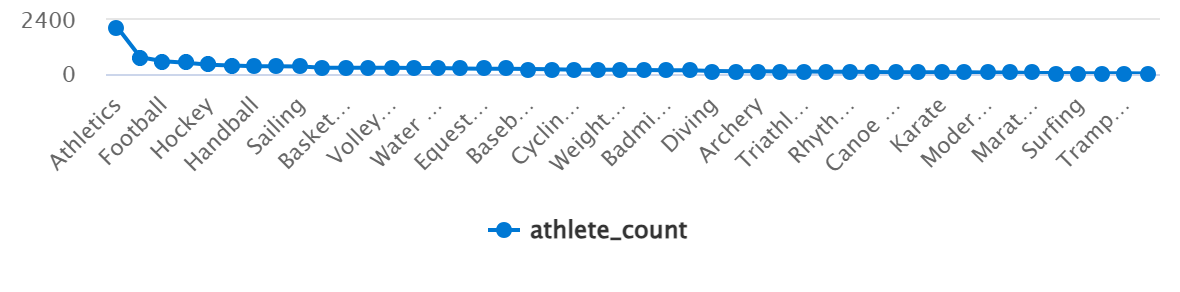 2400
0
Athletics
Football
Hockey
Handball
Sailing
Basket...
Volley...
Water ...
Equest...
Baseb...
Cyclin...
Weight...
Badmi...
Diving
Archery
Triathl...
Rhyth...
Canoe ...
Karate
Moder...
Marat...
Surfing
Tramp...
athlete_count